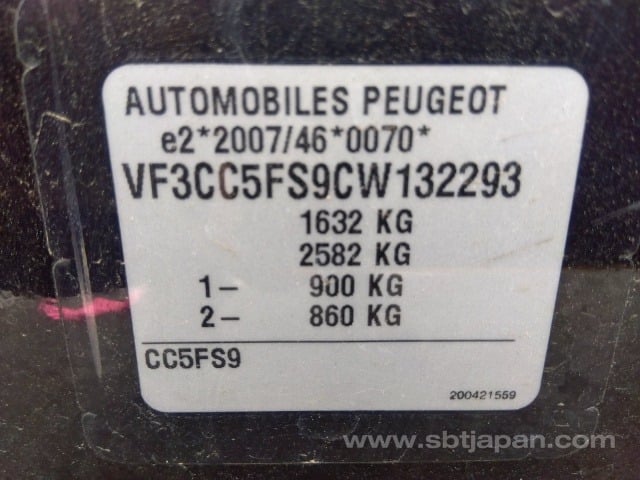 AUTOMOBILES PEUGEOT
e2*2007/46*0070*
VF3CC5FS9CW132293
1632 KG
2582 KG
1- 900 KG
2- 860 KG
CC5FS9
200421559
www.sbtjapan.com